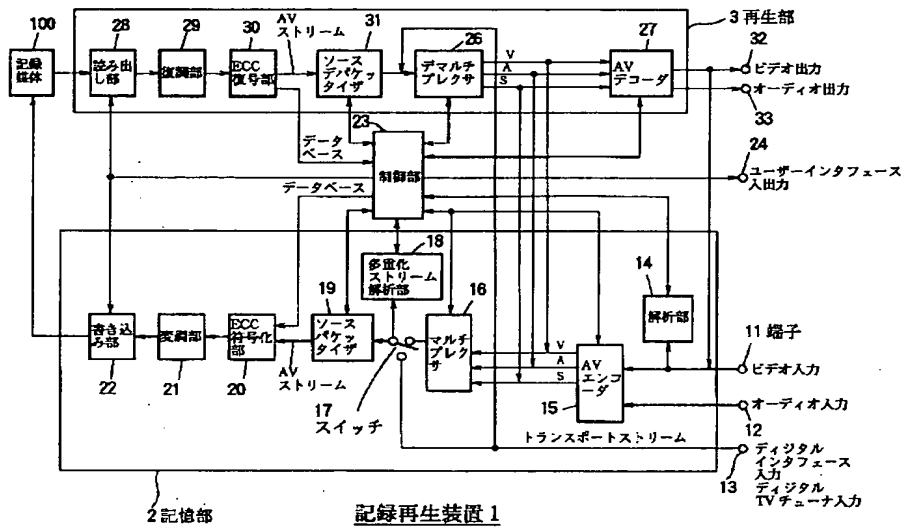 100
記録
媒体
28
読み出
し部
29
復調部
30
ECC
復号部
AV
ストリーム
31
ソース
デパケッ
タイザ
26
デマルチ
プレクサ
V
A
S
27
AV
デコーダ
3 再生部
32
ビデオ出力
オーディオ出力
33
23
制御部
データ
ベース
データベース
24
ユーザーインタフェース
入出力
18
多重化
ストリーム
解析部
14
解析部
11 端子
ビデオ入力
書き込
み部
22
変調部
21
ECC
符号化
部
20
AV
ストリーム
19
ソース
パケッ
タイザ
17
スイッチ
16
マルチ
プレク
サ
V
A
S
AV
エンコ
ーダ
15
オーディオ入力
12
トランスポートストリーム
13
ディジタル
インタフェース
入力
ディジタル
TVチューナ入力
2 記憶部
記録再生装置1